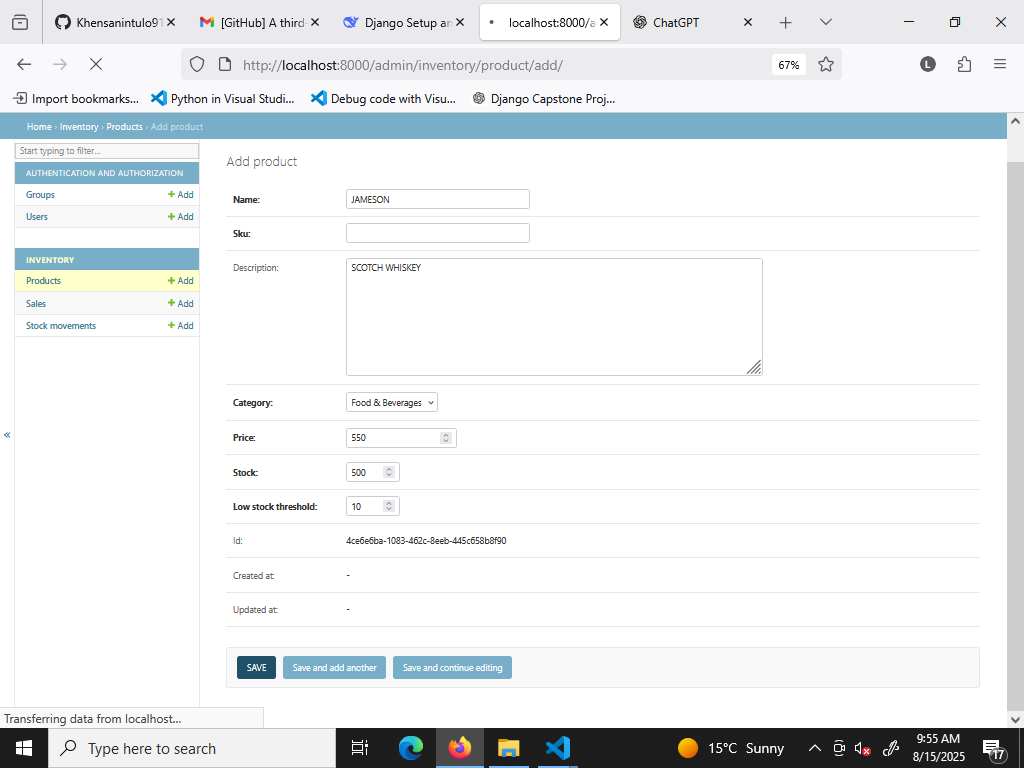 Khensanintulo91
[GitHub] A third-
Django Setup an
localhost:8000/a
ChatGPT
http://localhost:8000/admin/inventory/product/add/
67%
L
Import bookmarks...
Python in Visual Studi...
Debug code with Visu...
Django Capstone Proj...
Home › Inventory › Products › Add product
Start typing to filter...
AUTHENTICATION AND AUTHORIZATION
Groups + Add
Users + Add
INVENTORY
Products + Add
Sales + Add
Stock movements + Add
«
Add product
Name: JAMESON
Sku:
Description: SCOTCH WHISKEY
Category: Food & Beverages
Price: 550
Stock: 500
Low stock threshold: 10
Id: 4ce6e6ba-1083-462c-8eeb-445c658b8f90
Created at: -
Updated at: -
SAVE
Save and add another
Save and continue editing
Transferring data from localhost...
Type here to search
15°C Sunny
9:55 AM
8/15/2025
17